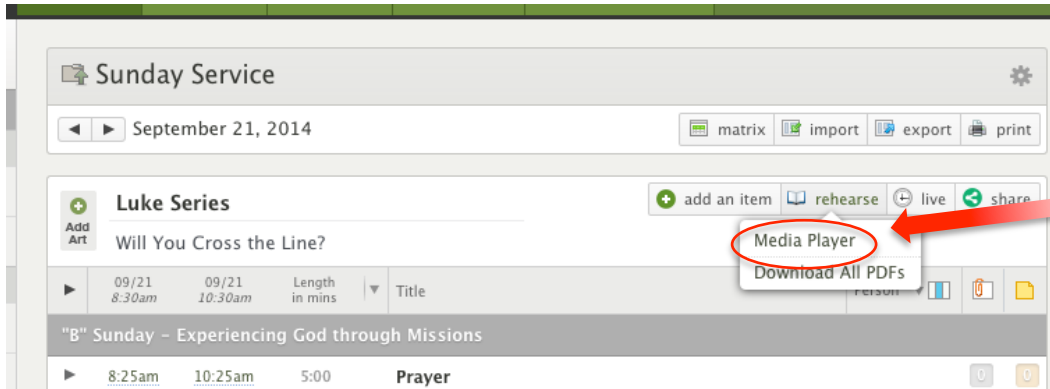 Sunday Service
September 21, 2014
matrix import export print
Add Art
Luke Series
add an item rehearse live share
Will You Cross the Line?
Media Player
Download All PDFs
09/21 8:30am 09/21 10:30am Length in mins Title Person
"B" Sunday – Experiencing God through Missions
8:25am 10:25am 5:00 Prayer 0 0